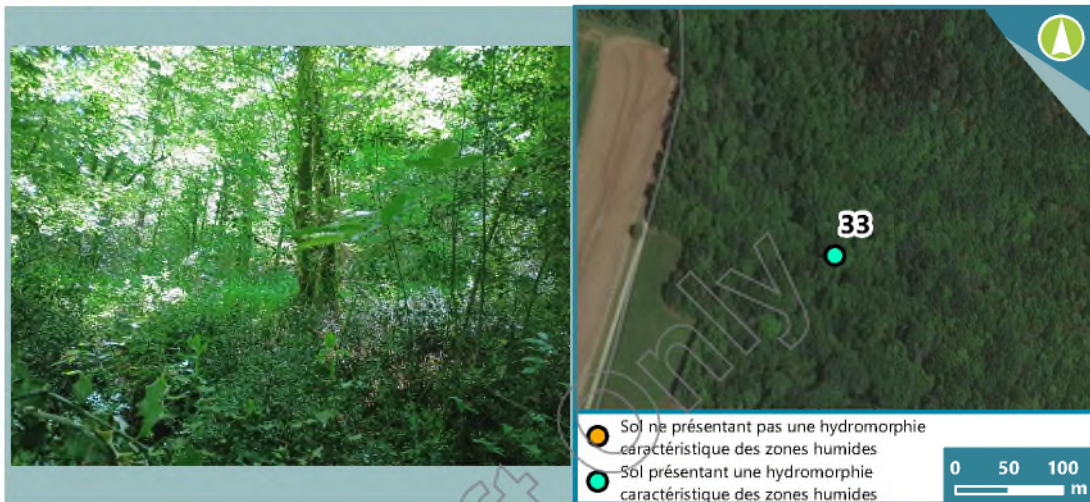 33
Sol ne présentant pas une hydromorphie
caractéristique des zones humides
Sol présentant une hydromorphie
caractéristique des zones humides
0 50 100
m
Only